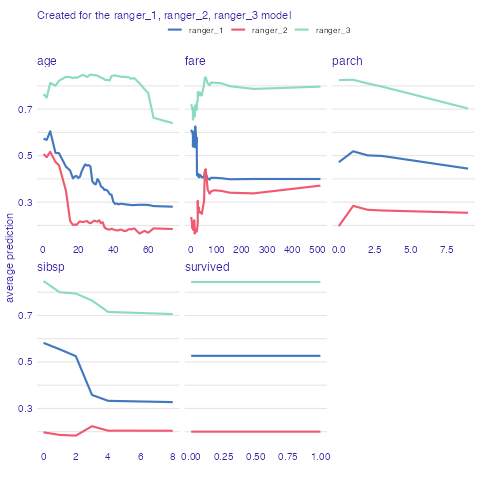 Created for the ranger_1, ranger_2, ranger_3 model
ranger_1 ranger_2 ranger_3
age fare parch
0.7
0.5
0.3
0 20 40 60 0 100 200 300 400 500 0.0 2.5 5.0 7.5
average prediction
sibsp survived
0.7
0.5
0.3
0 2 4 6 8 0.00 0.25 0.50 0.75 1.00